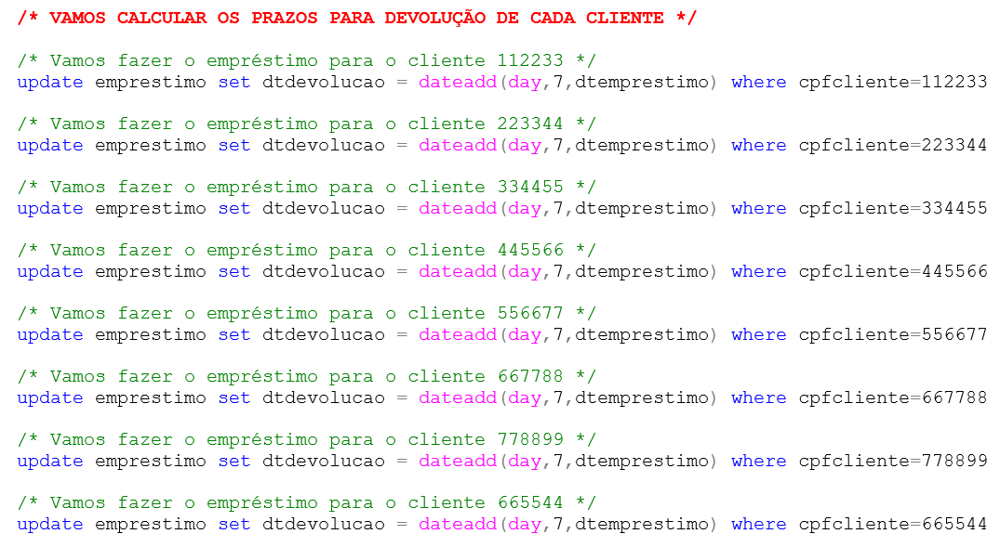 /* VAMOS CALCULAR OS PRAZOS PARA DEVOLUÇÃO DE CADA CLIENTE */
/* Vamos fazer o empréstimo para o cliente 112233 */
update emprestimo set dtdevolucao = dateadd(day,7,dtemprestimo) where cpfcliente=112233
/* Vamos fazer o empréstimo para o cliente 223344 */
update emprestimo set dtdevolucao = dateadd(day,7,dtemprestimo) where cpfcliente=223344
/* Vamos fazer o empréstimo para o cliente 334455 */
update emprestimo set dtdevolucao = dateadd(day,7,dtemprestimo) where cpfcliente=334455
/* Vamos fazer o empréstimo para o cliente 445566 */
update emprestimo set dtdevolucao = dateadd(day,7,dtemprestimo) where cpfcliente=445566
/* Vamos fazer o empréstimo para o cliente 556677 */
update emprestimo set dtdevolucao = dateadd(day,7,dtemprestimo) where cpfcliente=556677
/* Vamos fazer o empréstimo para o cliente 667788 */
update emprestimo set dtdevolucao = dateadd(day,7,dtemprestimo) where cpfcliente=667788
/* Vamos fazer o empréstimo para o cliente 778899 */
update emprestimo set dtdevolucao = dateadd(day,7,dtemprestimo) where cpfcliente=778899
/* Vamos fazer o empréstimo para o cliente 665544 */
update emprestimo set dtdevolucao = dateadd(day,7,dtemprestimo) where cpfcliente=665544